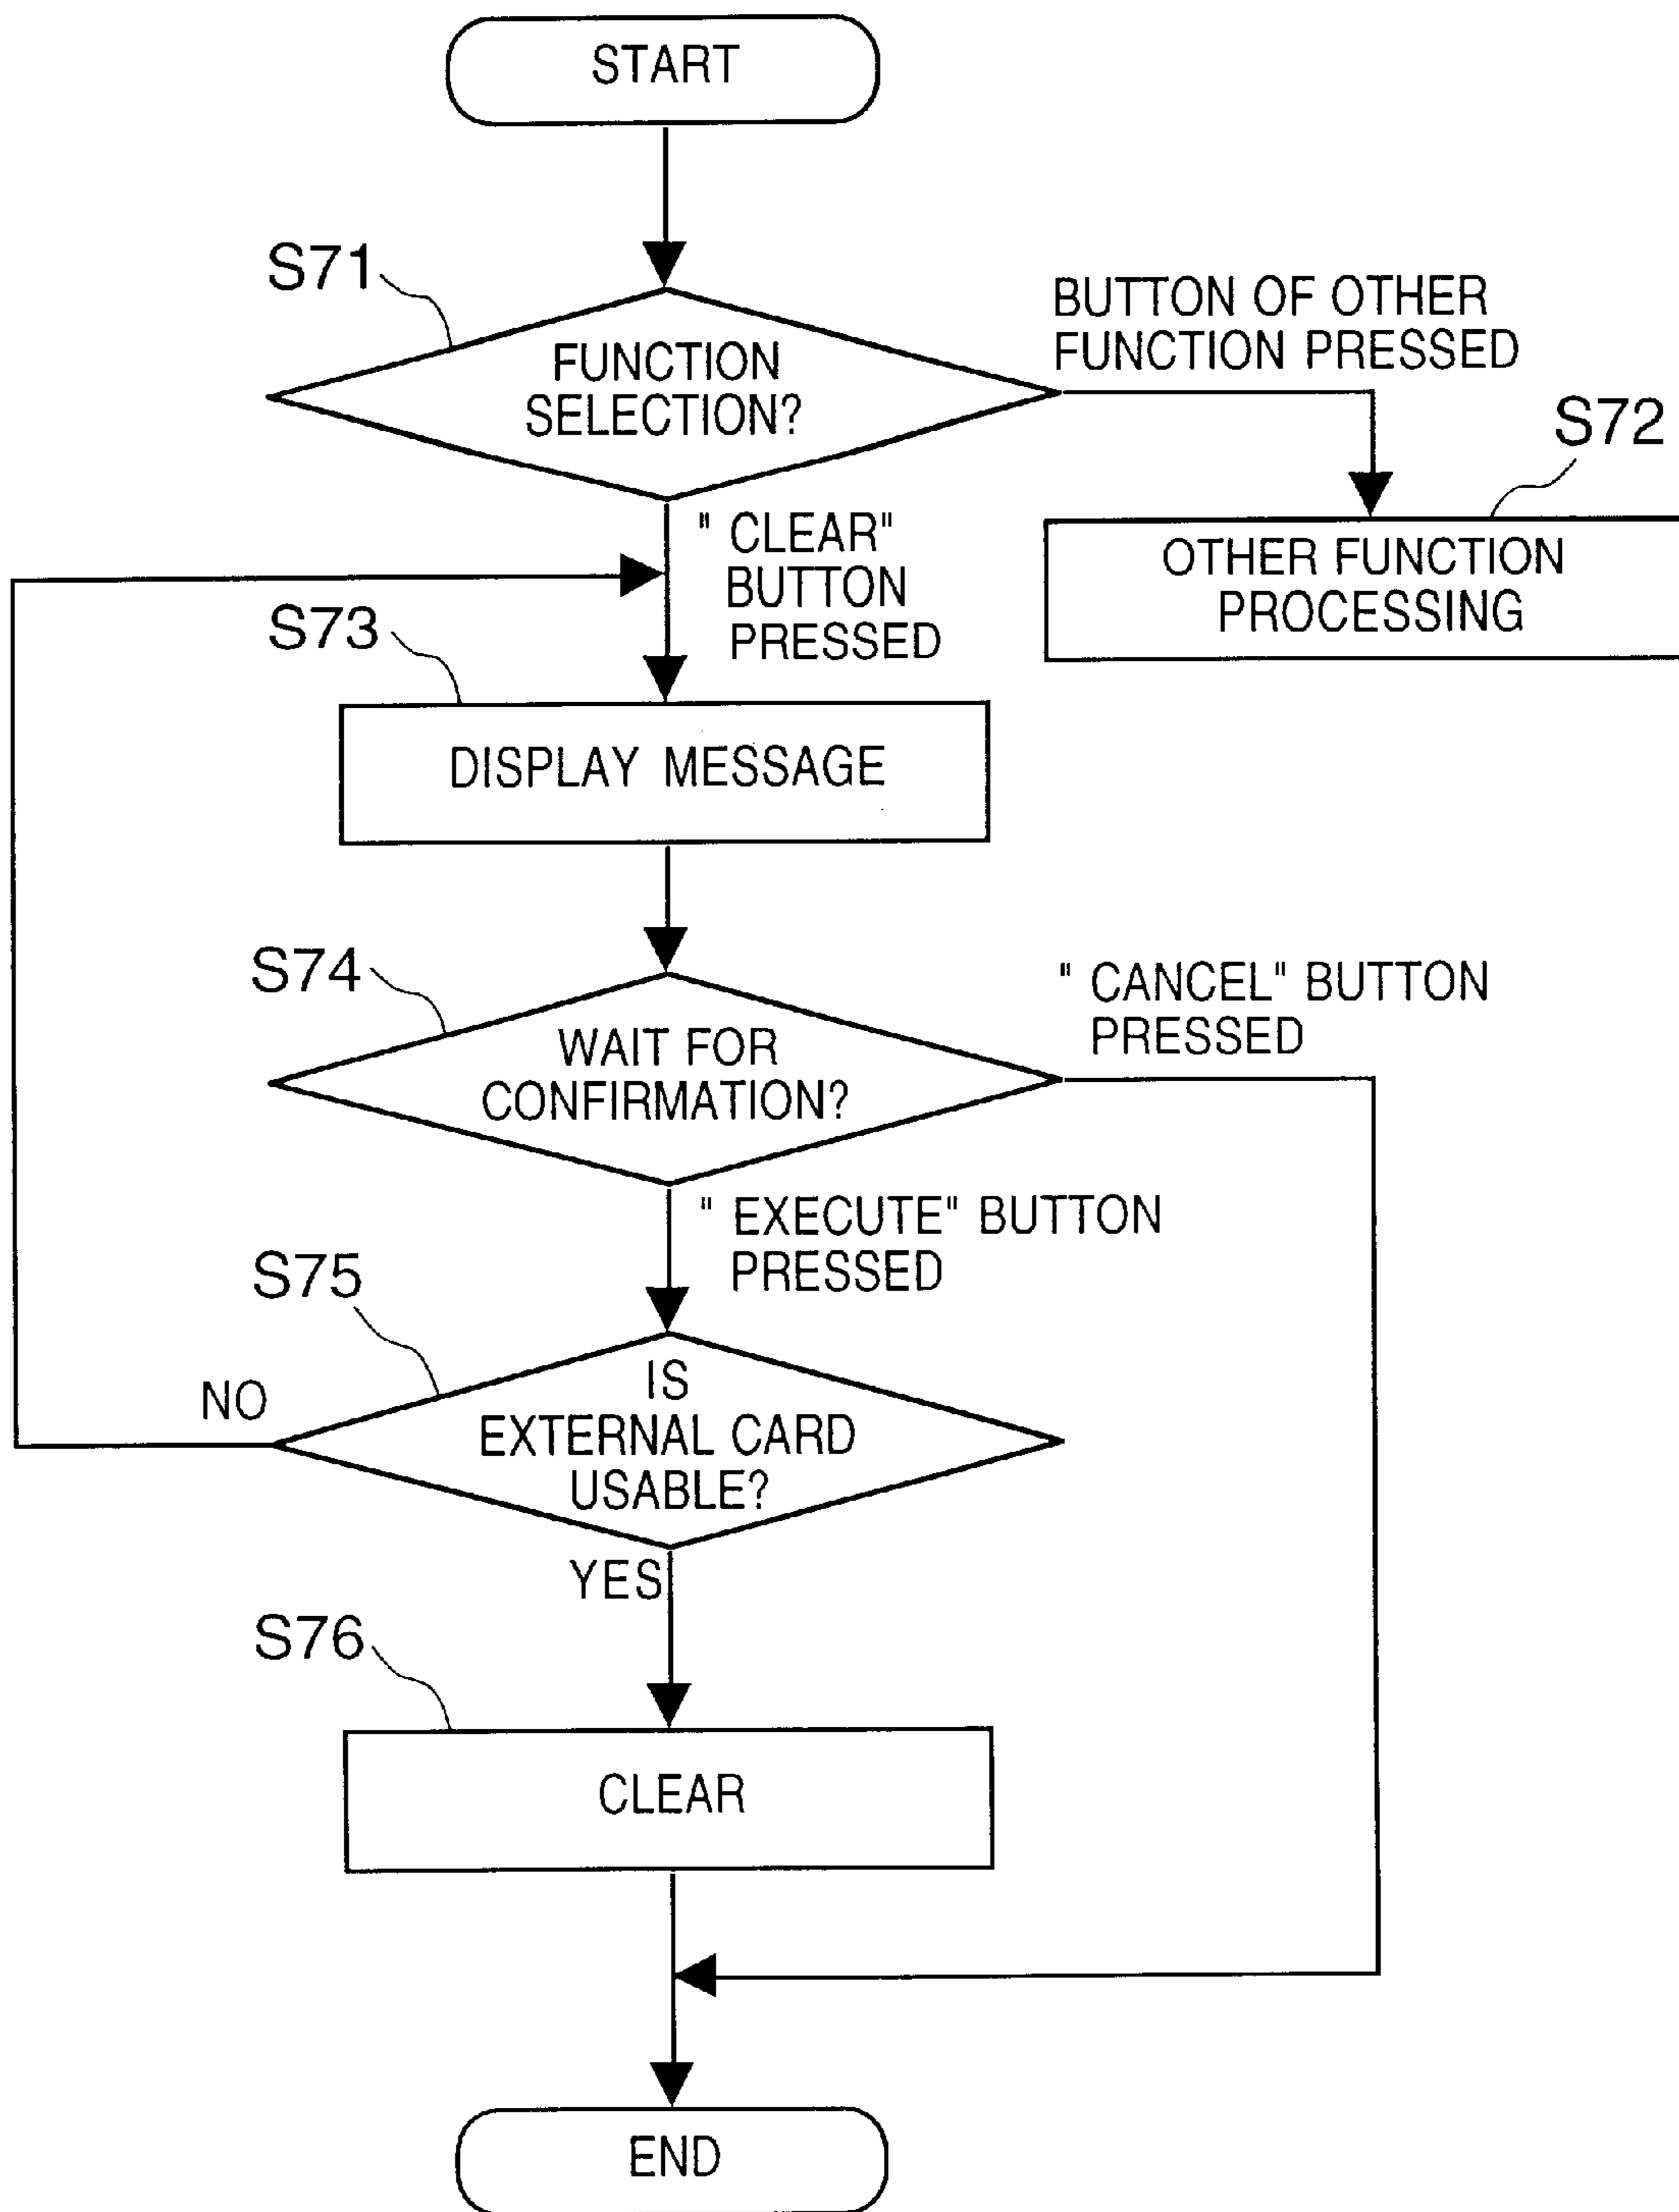 START
S71
FUNCTION
SELECTION?
BUTTON OF OTHER
FUNCTION PRESSED
S72
OTHER FUNCTION
PROCESSING
" CLEAR"
BUTTON
PRESSED
S73
DISPLAY MESSAGE
S74
WAIT FOR
CONFIRMATION?
" CANCEL" BUTTON
PRESSED
" EXECUTE" BUTTON
PRESSED
S75
IS
EXTERNAL CARD
USABLE?
NO
YES
S76
CLEAR
END